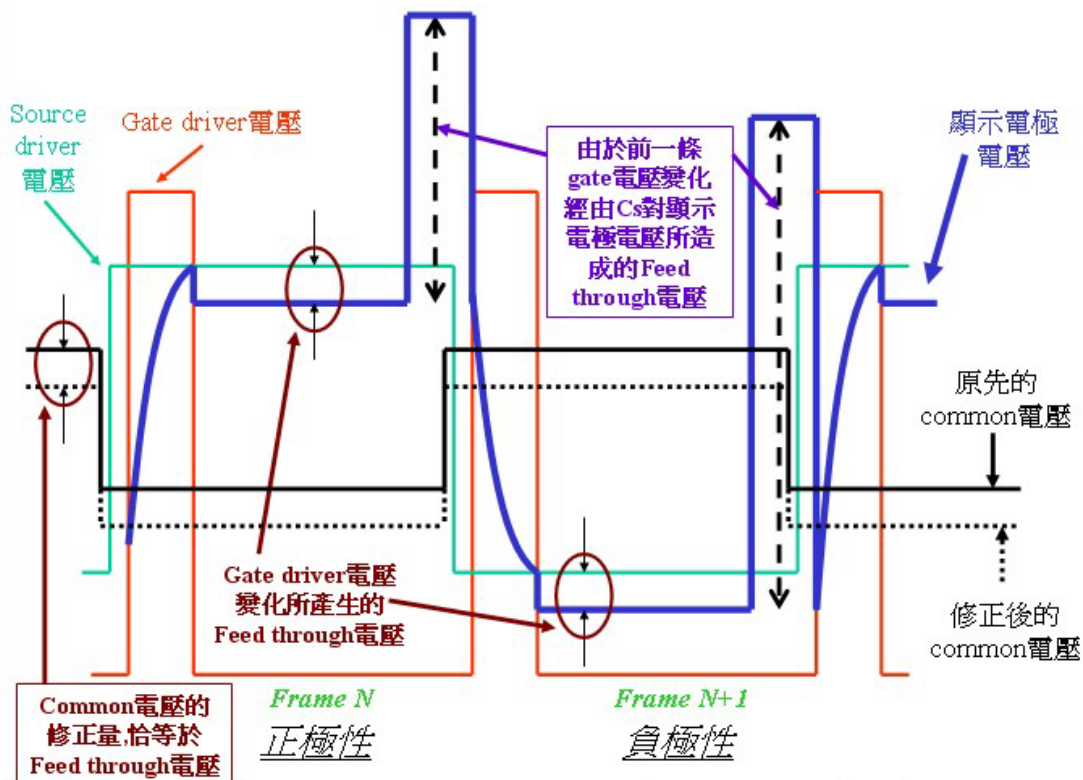 Source
driver
電壓
Gate driver電壓
由於前一條
gate電壓變化
經由Cs對顯示
電極電壓所造
成的Feed
through電壓
顯示電極
電壓
原先的
common電壓
Gate driver電壓
變化所產生的
Feed through電壓
修正後的
common電壓
Common電壓的
修正量,恰等於
Feed through電壓
Frame N
正極性
Frame N+1
負極性